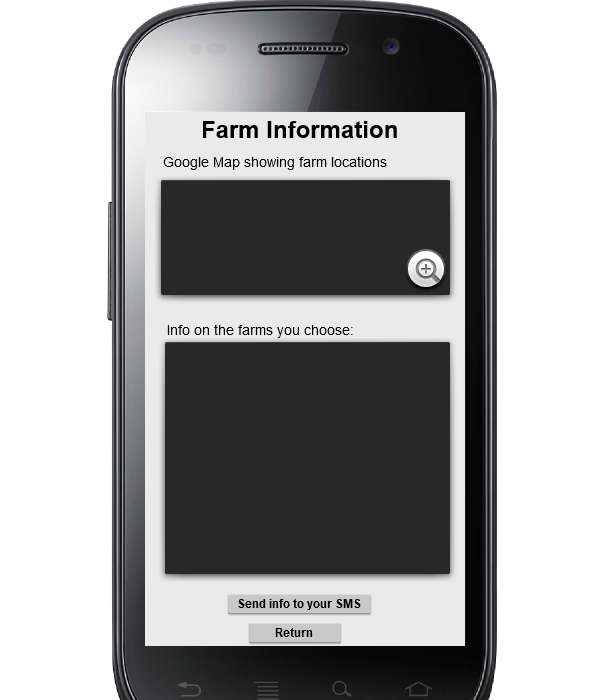 Farm Information
Google Map showing farm locations
Info on the farms you choose:
Send info to your SMS
Return